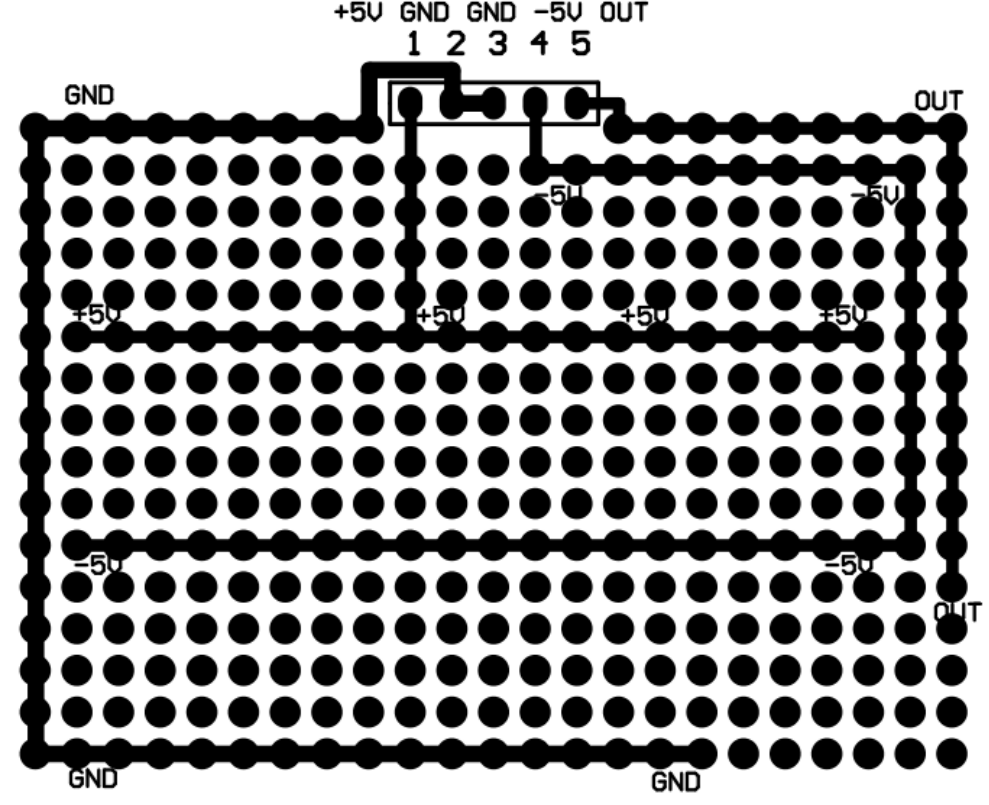 +5V GND GND -5V OUT
1 2 3 4 5
GND OUT
-5V -5V
+5V +5V +5V +5V
-5V -5V
OUT
GND GND